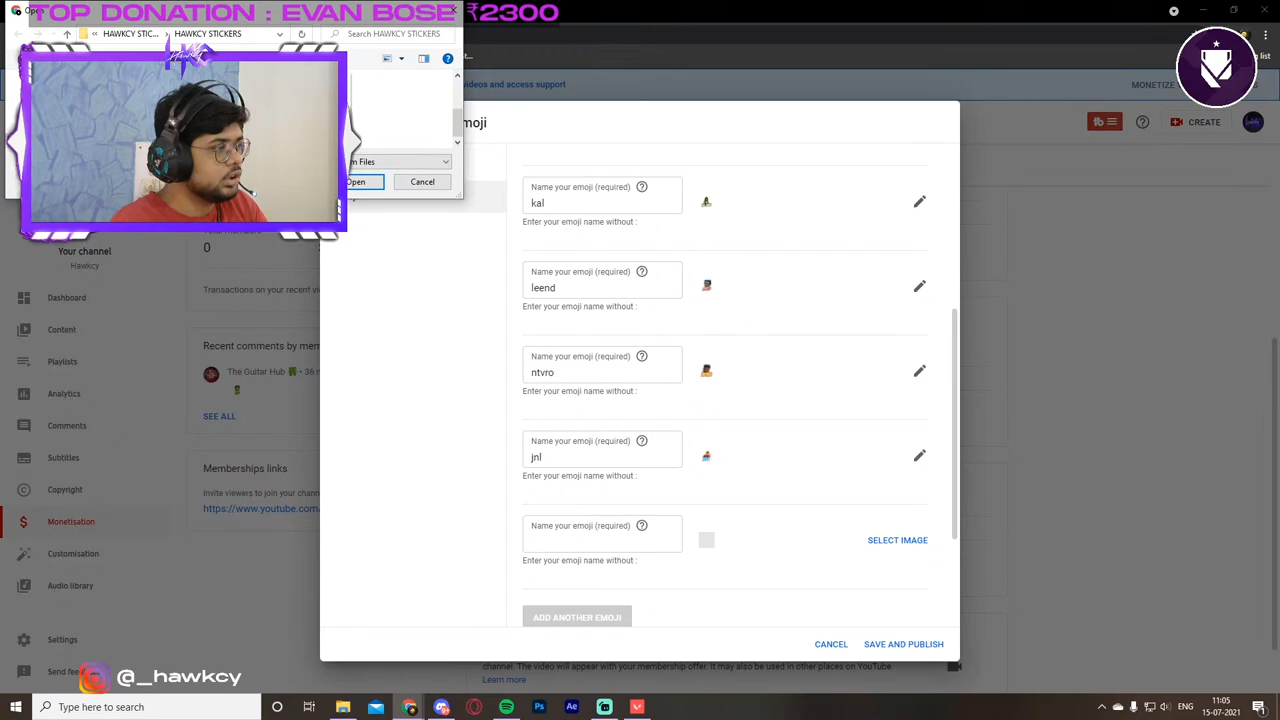 Open
TOP DONATION : EVAN BOSE ₹2300
« HAWKCY STIC... > HAWKCY STICKERS
Search HAWKCY STICKERS
Hawkcy
videos and access support
MONETIZE
CREATE
moji
m Files
Open
Cancel
Name your emoji (required)
kal
Enter your emoji name without :
Name your emoji (required)
leend
Enter your emoji name without :
Name your emoji (required)
ntvro
Enter your emoji name without :
Name your emoji (required)
jnl
Enter your emoji name without :
Name your emoji (required)
SELECT IMAGE
Enter your emoji name without :
ADD ANOTHER EMOJI
CANCEL
SAVE AND PUBLISH
Your channel
Hawkcy
Dashboard
Content
Playlists
Analytics
Comments
Subtitles
Copyright
Monetisation
Customisation
Audio library
Settings
Send fee
Total members
0
Transactions on your recent vi
Recent comments by mem
The Guitar Hub • 36 m
SEE ALL
Memberships links
Invite viewers to join your chann
https://www.youtube.com/
channel. The video will appear with your membership offer. It may also be used in other places on YouTube.
Learn more
@_hawkcy
Type here to search
11:05
15-07-2021